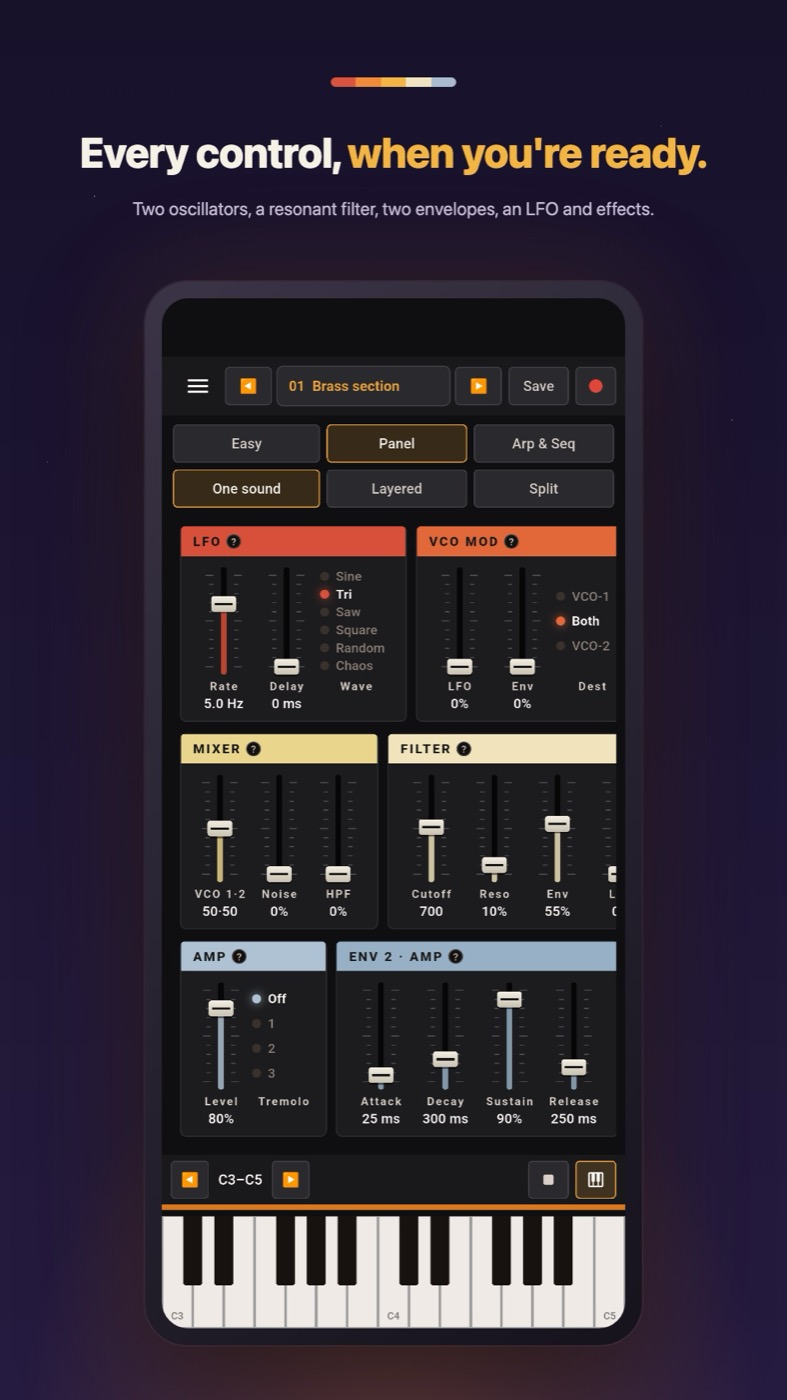 Every control, when you're ready.
Two oscillators, a resonant filter, two envelopes, an LFO and effects.
01 Brass section Save
Easy Panel Arp & Seq
One sound Layered Split
LFO ? VCO MOD ?
Sine
Tri
Saw
Square
Random
Chaos
Rate Delay Wave
5.0 Hz 0 ms
VCO-1
Both
VCO-2
LFO Env Dest
0% 0%
MIXER ? FILTER ?
VCO 1·2 Noise HPF
50·50 0% 0%
Cutoff Reso Env L
700 10% 55%
AMP ? ENV 2 · AMP ?
Off
1
2
3
Level Tremolo
80%
Attack Decay Sustain Release
25 ms 300 ms 90% 250 ms
C3–C5
C3 C4 C5